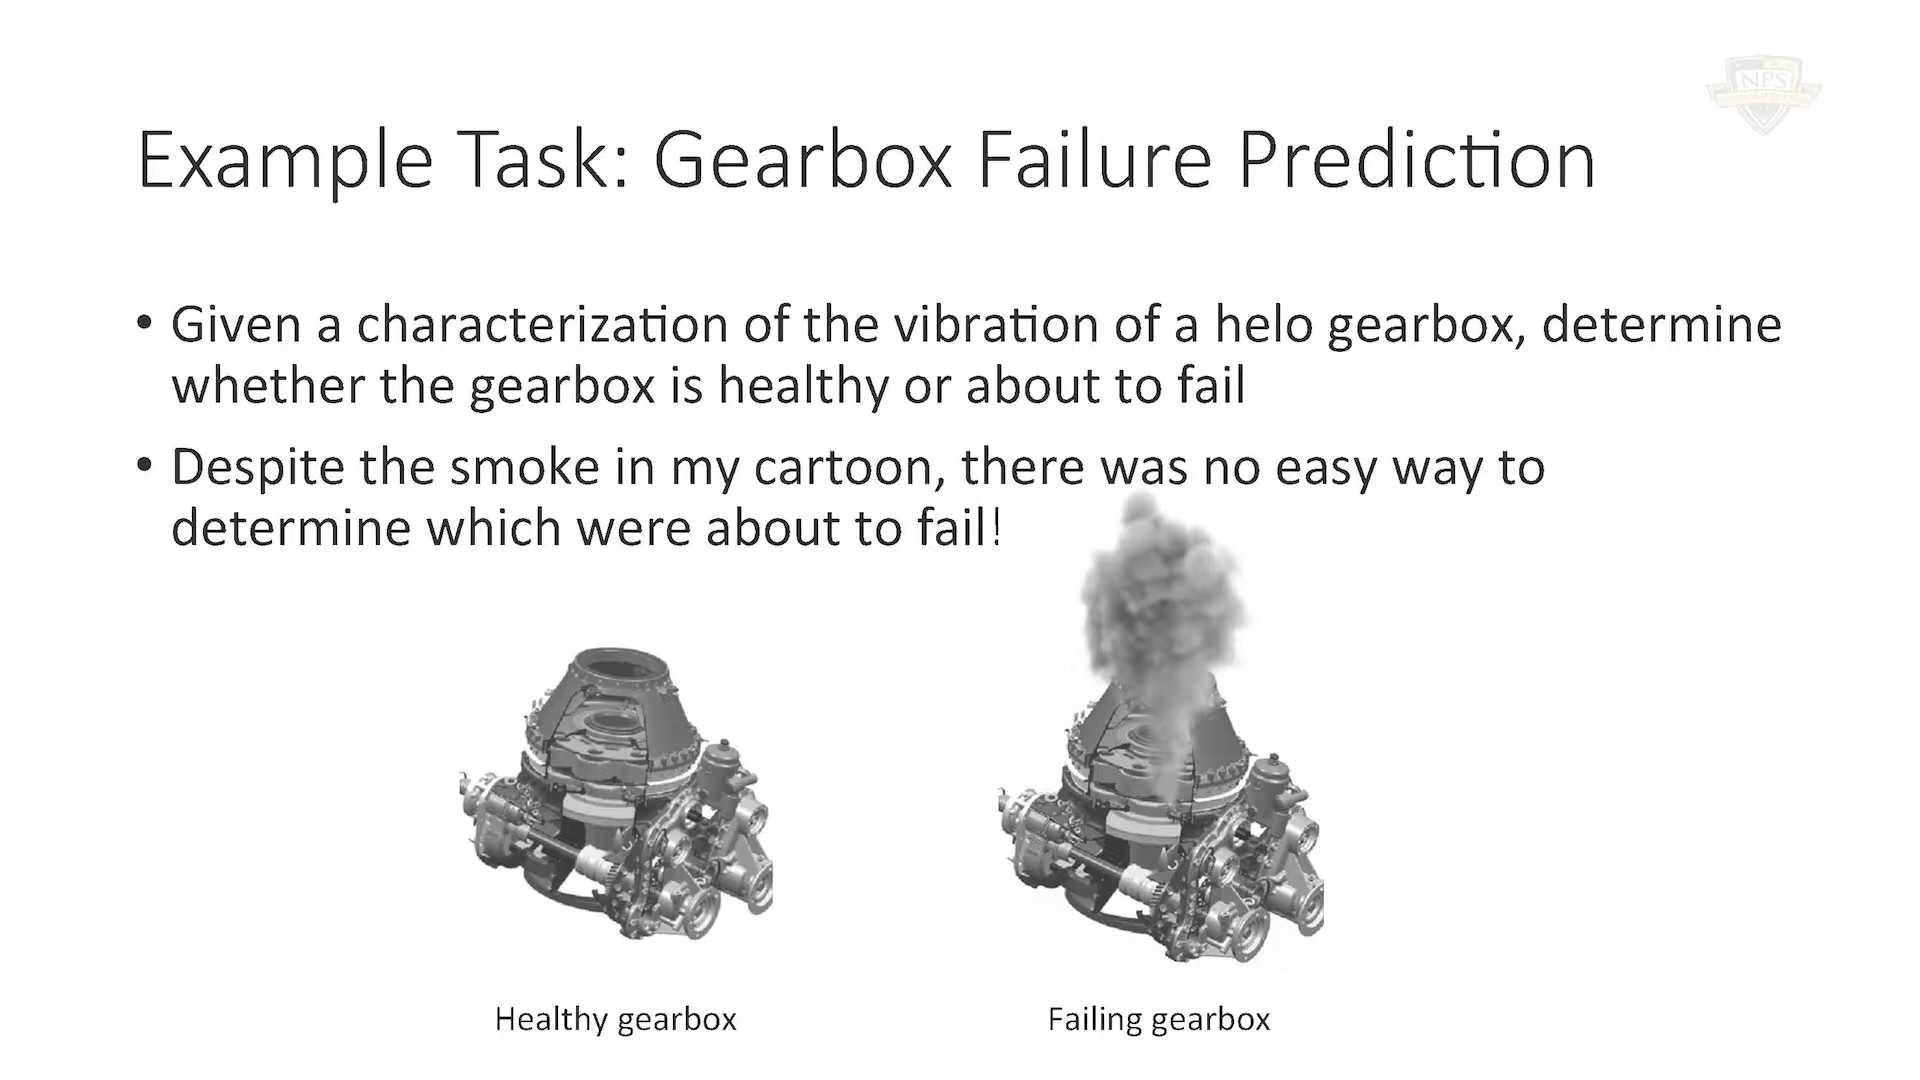 NPS
Example Task: Gearbox Failure Prediction
• Given a characterization of the vibration of a helo gearbox, determine
whether the gearbox is healthy or about to fail
• Despite the smoke in my cartoon, there was no easy way to
determine which were about to fail!
Healthy gearbox
Failing gearbox